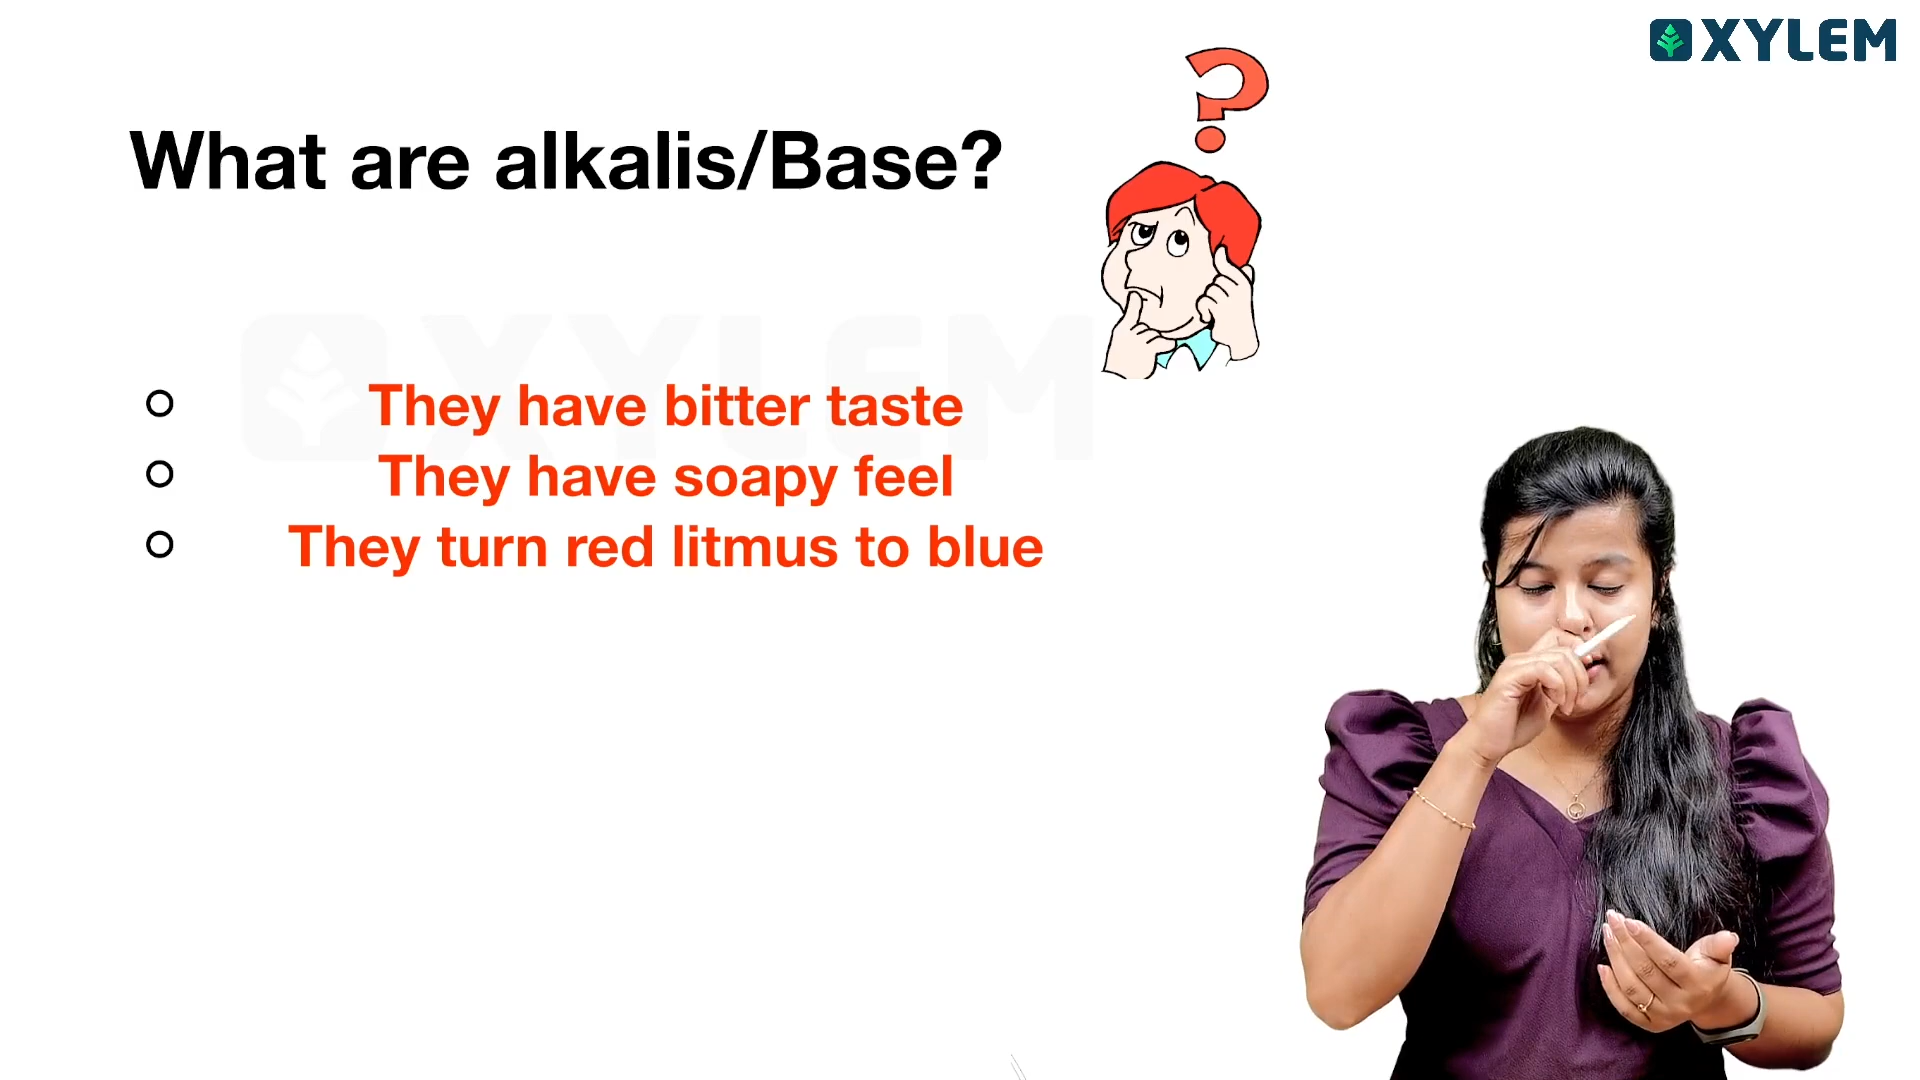 XYLEM
What are alkalis/Base?
XYLEM
They have bitter taste
They have soapy feel
They turn red litmus to blue